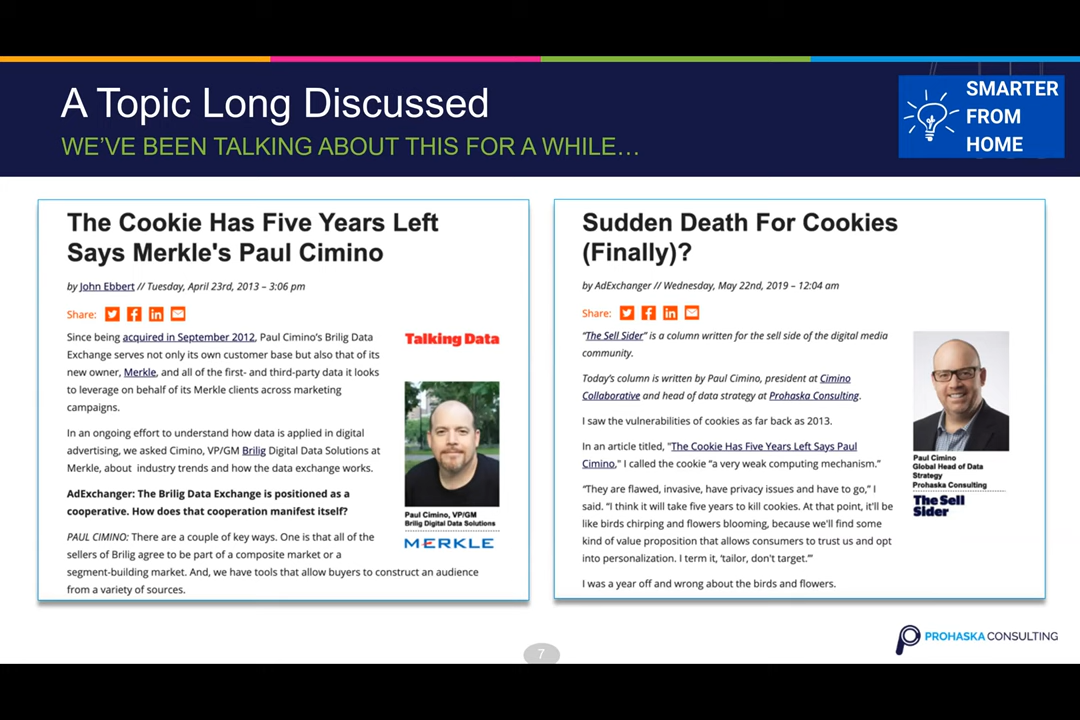 A Topic Long Discussed
WE'VE BEEN TALKING ABOUT THIS FOR A WHILE…
SMARTER
FROM
HOME
The Cookie Has Five Years Left
Says Merkle's Paul Cimino
by John Ebbert // Tuesday, April 23rd, 2013 – 3:06 pm
Share:
Since being acquired in September 2012, Paul Cimino's Brilig Data
Exchange serves not only its own customer base but also that of its
new owner, Merkle, and all of the first- and third-party data it looks
to leverage on behalf of its Merkle clients across marketing
campaigns.
In an ongoing effort to understand how data is applied in digital
advertising, we asked Cimino, VP/GM Brilig Digital Data Solutions at
Merkle, about industry trends and how the data exchange works.
AdExchanger: The Brilig Data Exchange is positioned as a
cooperative. How does that cooperation manifest itself?
PAUL CIMINO: There are a couple of key ways. One is that all of the
sellers of Brilig agree to be part of a composite market or a
segment-building market. And, we have tools that allow buyers to construct an audience
from a variety of sources.
Talking Data
Paul Cimino, VP/GM
Brilig Digital Data Solutions
MERKLE
Sudden Death For Cookies
(Finally)?
by AdExchanger // Wednesday, May 22nd, 2019 – 12:04 am
Share:
"The Sell Sider" is a column written for the sell side of the digital media
community.
Today's column is written by Paul Cimino, president at Cimino
Collaborative and head of data strategy at Prohaska Consulting.
I saw the vulnerabilities of cookies as far back as 2013.
In an article titled, "The Cookie Has Five Years Left Says Paul
Cimino," I called the cookie "a very weak computing mechanism."
"They are flawed, invasive, have privacy issues and have to go," I
said. "I think it will take five years to kill cookies. At that point, it'll be
like birds chirping and flowers blooming, because we'll find some
kind of value proposition that allows consumers to trust us and opt
into personalization. I term it, 'tailor, don't target.'"
I was a year off and wrong about the birds and flowers.
Paul Cimino
Global Head of Data
Strategy
Prohaska Consulting
The Sell
Sider
7
PROHASKA CONSULTING